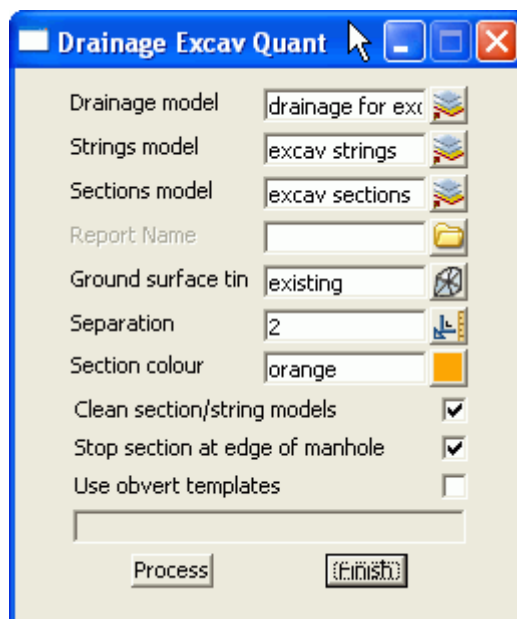 Drainage Excav Quant
Drainage model drainage for exc
Strings model excav strings
Sections model excav sections
Report Name
Ground surface tin existing
Separation 2
Section colour orange
Clean section/string models
Stop section at edge of manhole
Use obvert templates
Process Finish